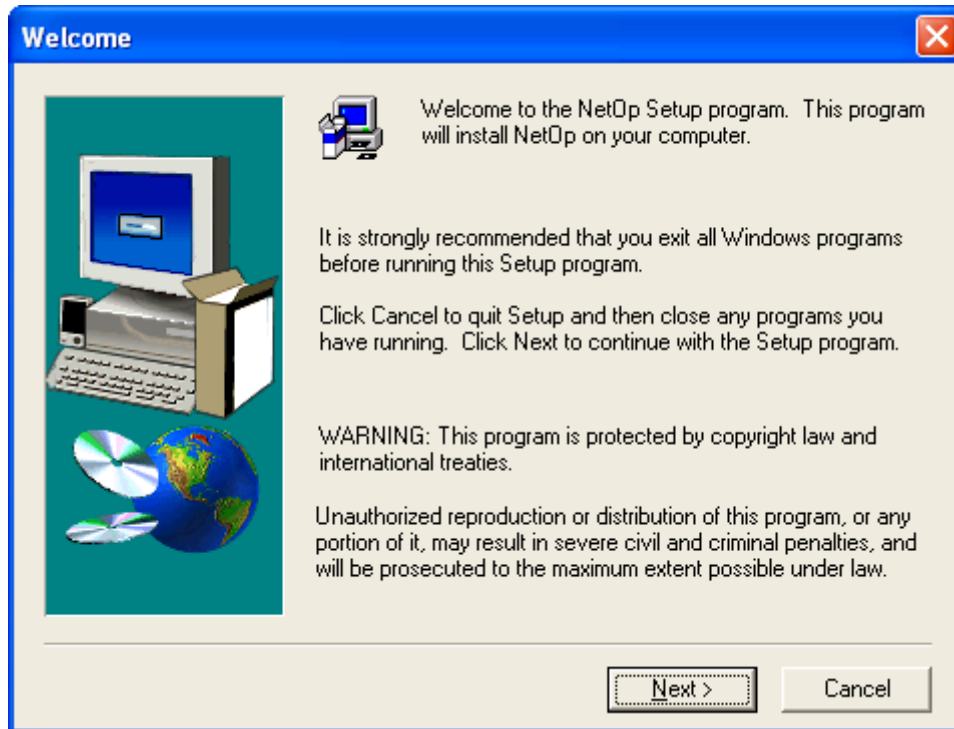 Welcome
Welcome to the NetOp Setup program.  This program
will install NetOp on your computer.
It is strongly recommended that you exit all Windows programs
before running this Setup program.
Click Cancel to quit Setup and then close any programs you
have running.  Click Next to continue with the Setup program.
WARNING: This program is protected by copyright law and
international treaties.
Unauthorized reproduction or distribution of this program, or any
portion of it, may result in severe civil and criminal penalties, and
will be prosecuted to the maximum extent possible under law.
Next >
Cancel